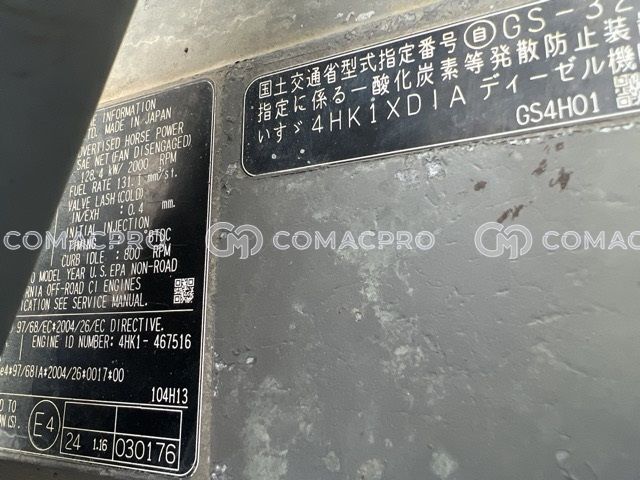 INFORMATION
MADE IN JAPAN
ADVERTISED HORSE POWER
SAE NET(FAN DISENGAGED)
128.4 kW/ 2000 RPM
FUEL RATE 131.1 mm³/st.
VALVE LASH(COLD)
IN/EXH : 0.4 mm.
INITIAL INJECTION
TIMING : °BTDC
CURB IDLE : 800 RPM
MODEL YEAR U.S.EPA NON-ROAD
OFF-ROAD CI ENGINES
SEE SERVICE MANUAL.
97/68/EC*2004/26/EC DIRECTIVE.
ENGINE ID NUMBER: 4HK1- 467516
e4*97/68IA*2004/26*0017*00
104H13
TO
E4
24 1.16 030176
国土交通省型式指定番号 自 GS-32
指定に係る一酸化炭素等発散防止装
いすゞ 4HK1XDIA ディーゼル機
GS4H01
COMACPRO COMACPRO COMACPRO